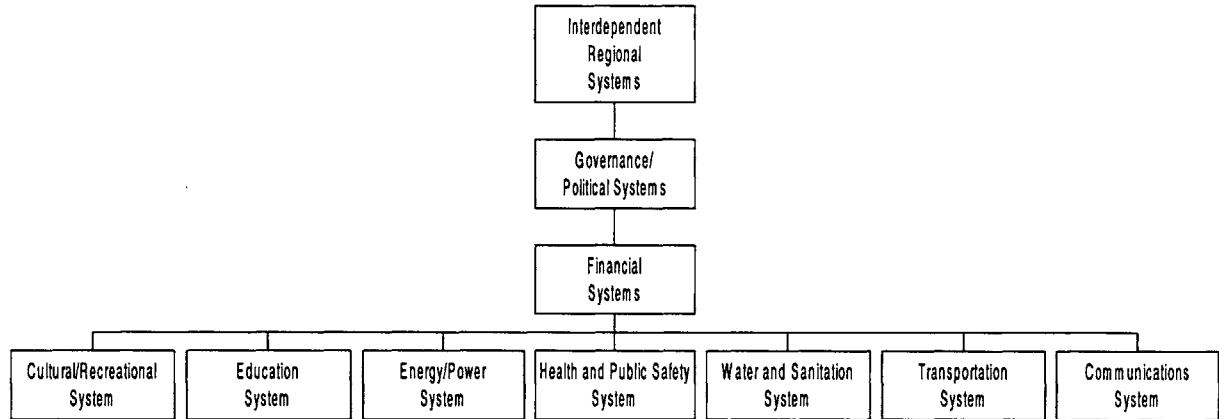 Interdependent
Regional
Systems
Governance/
Political Systems
Financial
Systems
Cultural/Recreational
System
Education
System
Energy/Power
System
Health and Public Safety
System
Water and Sanitation
System
Transportation
System
Communications
System